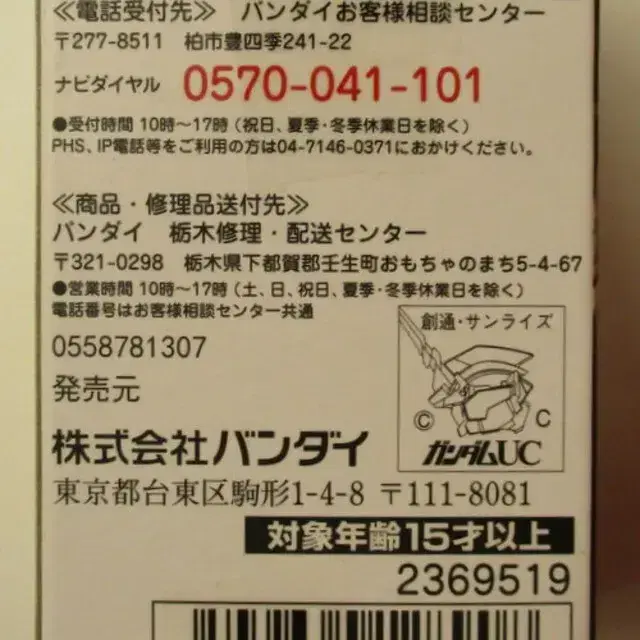 ≪電話受付先≫ バンダイお客様相談センター
〒277-8511 柏市豊四季241-22
ナビダイヤル 0570-041-101
●受付時間 10時～17時（祝日、夏季・冬季休業日を除く）
PHS、IP電話等をご利用の方は04-7146-0371におかけください。
≪商品・修理品送付先≫
バンダイ 栃木修理・配送センター
〒321-0298 栃木県下都賀郡壬生町おもちゃのまち5-4-67
●営業時間 10時～17時（土、日、祝日、夏季・冬季休業日を除く）
電話番号はお客様相談センター共通
0558781307
創通・サンライズ
© C
ガンダムUC
発売元
株式会社バンダイ
東京都台東区駒形1-4-8 〒111-8081
対象年齢15才以上
2369519